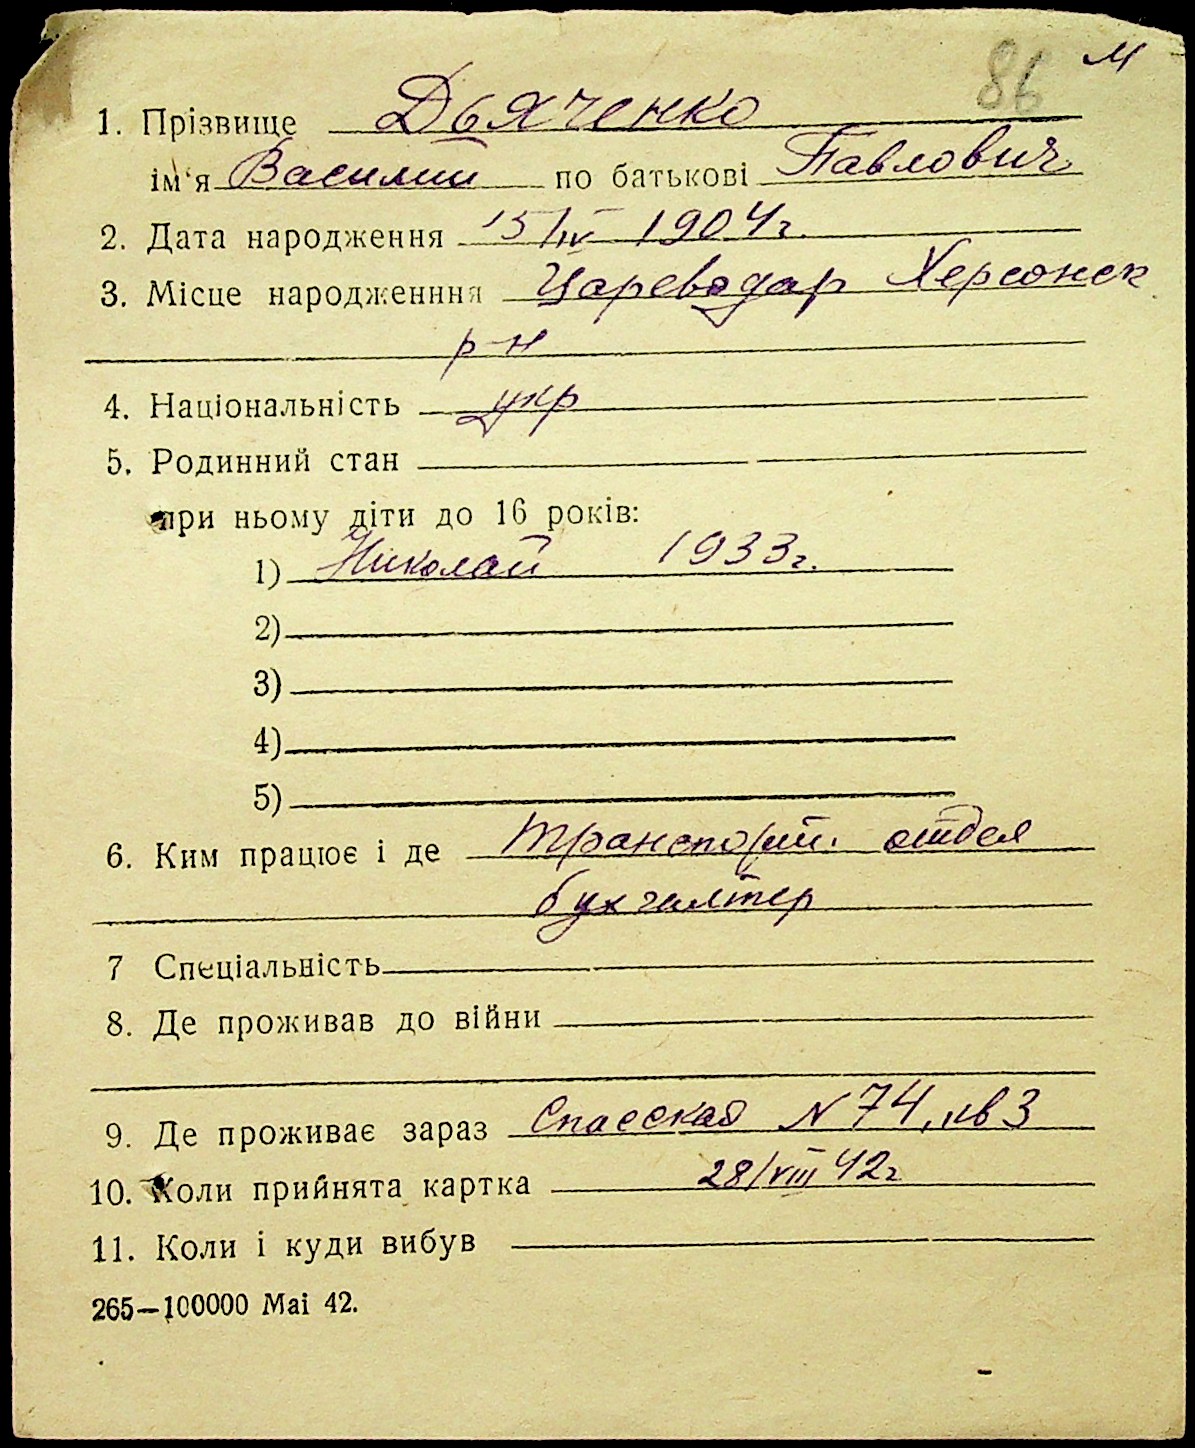 86 м
1. Прізвище Дьяченко
ім'я Василий по батькові Павлович
2. Дата народження 15/IV 1904г.
3. Місце народженння Цареводар Херсонск
р-н
4. Національність укр
5. Родинний стан
при ньому діти до 16 років:
1) Николай 1933г.
2)
3)
4)
5)
6. Ким працює і де Транспорт. отдел
бухгалтер
7 Спеціальність
8. Де проживав до війни
9. Де проживає зараз Спасская N 74, кв 3
10. Коли прийнята картка 28/VIII 42г
11. Коли і куди вибув
265—100000 Маі 42.